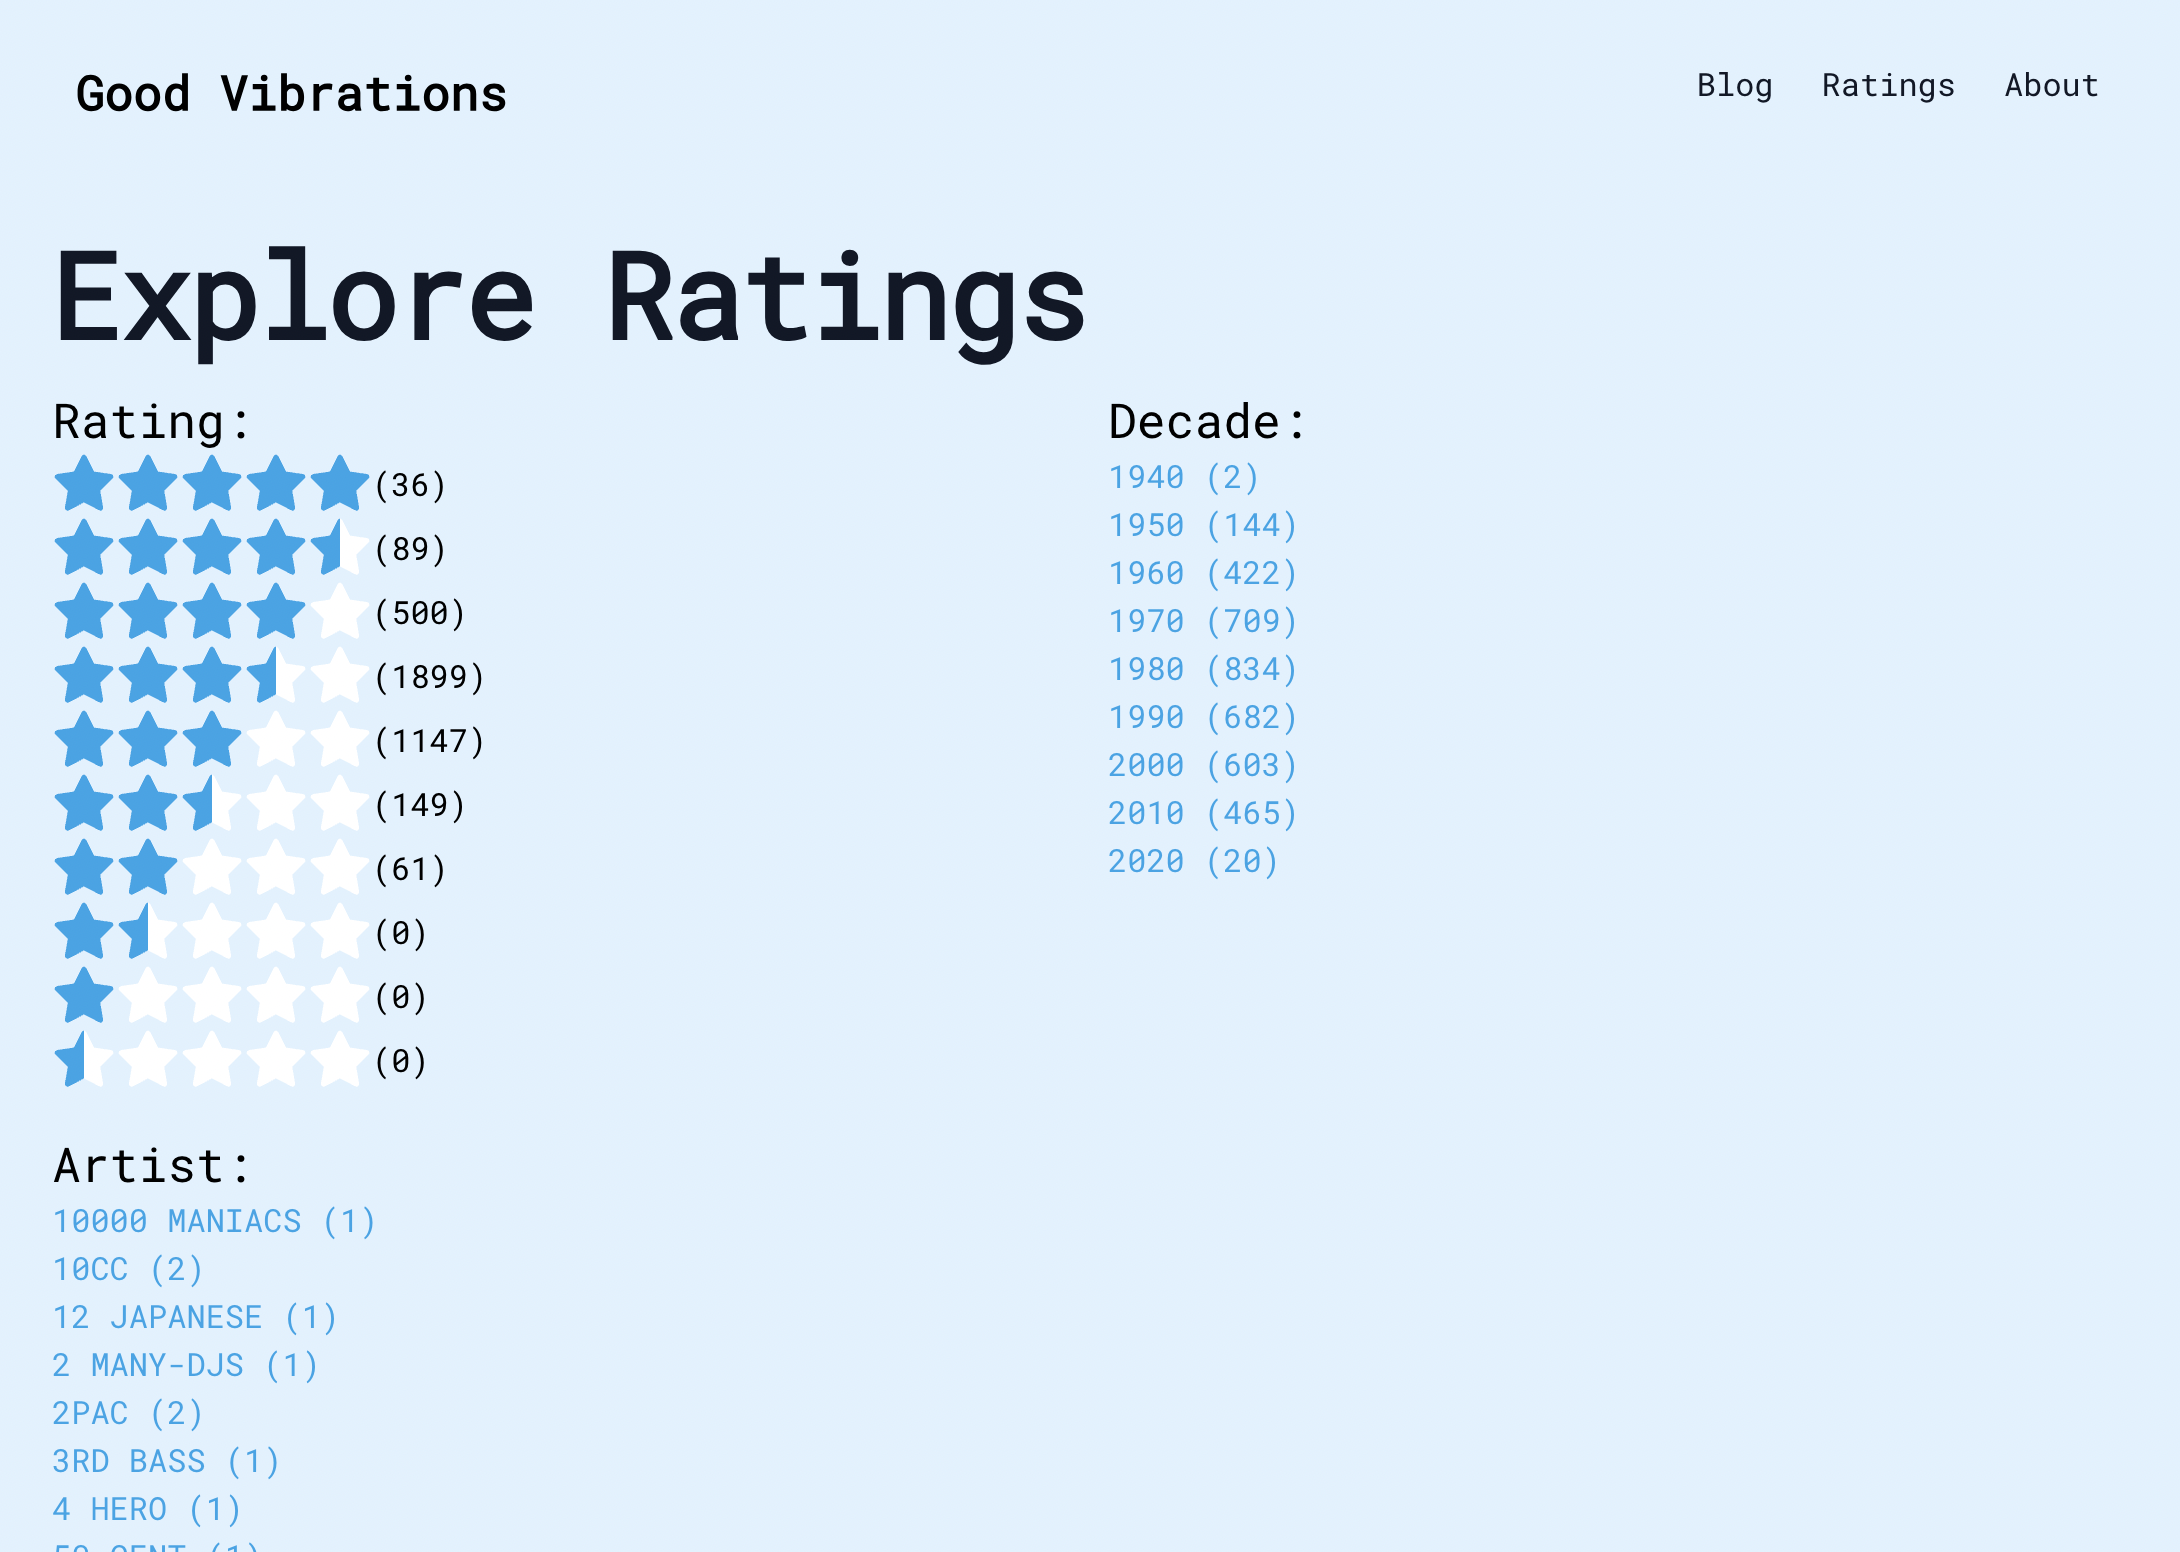 Good Vibrations
Blog Ratings About
Explore Ratings
Rating:
(36)
(89)
(500)
(1899)
(1147)
(149)
(61)
(0)
(0)
(0)
Decade:
1940 (2)
1950 (144)
1960 (422)
1970 (709)
1980 (834)
1990 (682)
2000 (603)
2010 (465)
2020 (20)
Artist:
10000 MANIACS (1)
10CC (2)
12 JAPANESE (1)
2 MANY-DJS (1)
2PAC (2)
3RD BASS (1)
4 HERO (1)